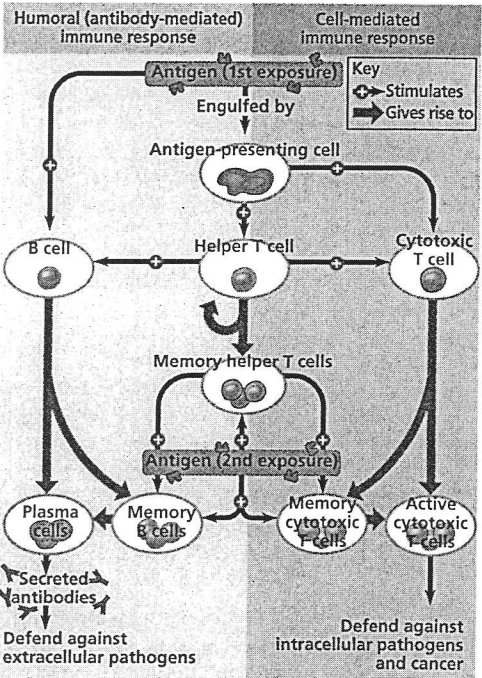 Humoral (antibody-mediated)
immune response
Cell-mediated
immune response
Antigen (1st exposure)
Key
Stimulates
Gives rise to
Engulfed by
Antigen-presenting cell
B cell
Helper T cell
Cytotoxic
T cell
Memory helper T cells
Antigen (2nd exposure)
Plasma
cells
Memory
B cells
Memory
cytotoxic
T cells
Active
cytotoxic
T cells
Secreted
antibodies
Defend against
extracellular pathogens
Defend against
intracellular pathogens
and cancer